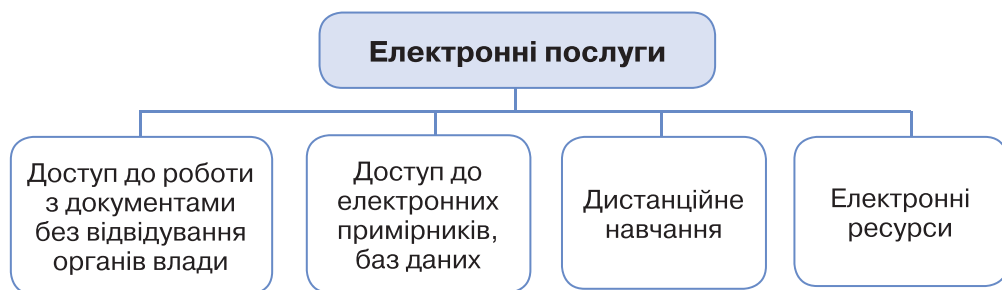 Електронні послуги
Доступ до роботи
з документами
без відвідування
органів влади
Доступ до
електронних
примірників,
баз даних
Дистанційне
навчання
Електронні
ресурси